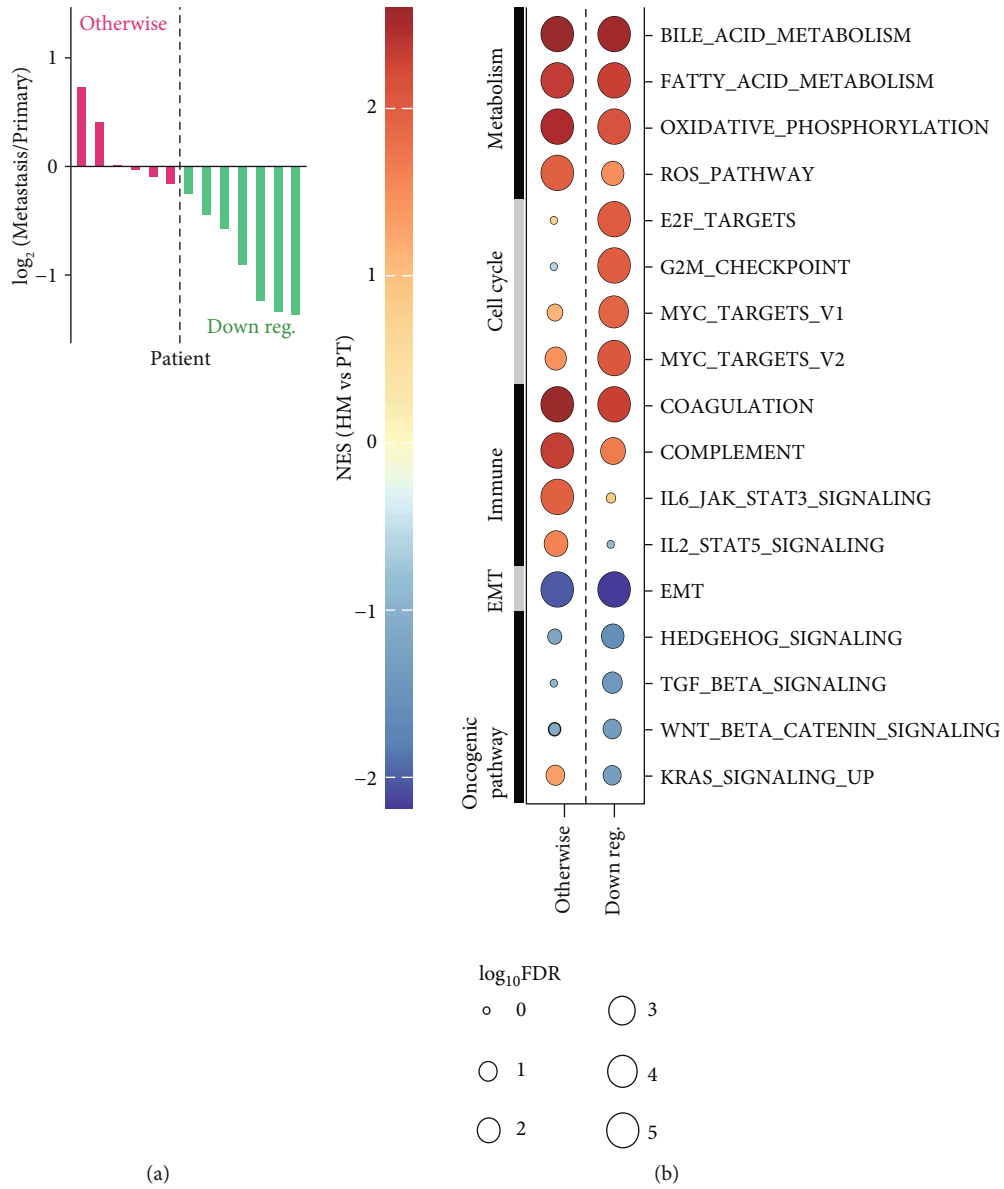 Otherwise
1
0
−1
log2 (Metastasis/Primary)
Down reg.
Patient
2
1
0
−1
−2
NES (HM vs PT)
Metabolism
Cell cycle
Immune
EMT
Oncogenic
pathway
BILE_ACID_METABOLISM
FATTY_ACID_METABOLISM
OXIDATIVE_PHOSPHORYLATION
ROS_PATHWAY
E2F_TARGETS
G2M_CHECKPOINT
MYC_TARGETS_V1
MYC_TARGETS_V2
COAGULATION
COMPLEMENT
IL6_JAK_STAT3_SIGNALING
IL2_STAT5_SIGNALING
EMT
HEDGEHOG_SIGNALING
TGF_BETA_SIGNALING
WNT_BETA_CATENIN_SIGNALING
KRAS_SIGNALING_UP
Otherwise
Down reg.
log10FDR
0
3
1
4
2
5
(a)
(b)